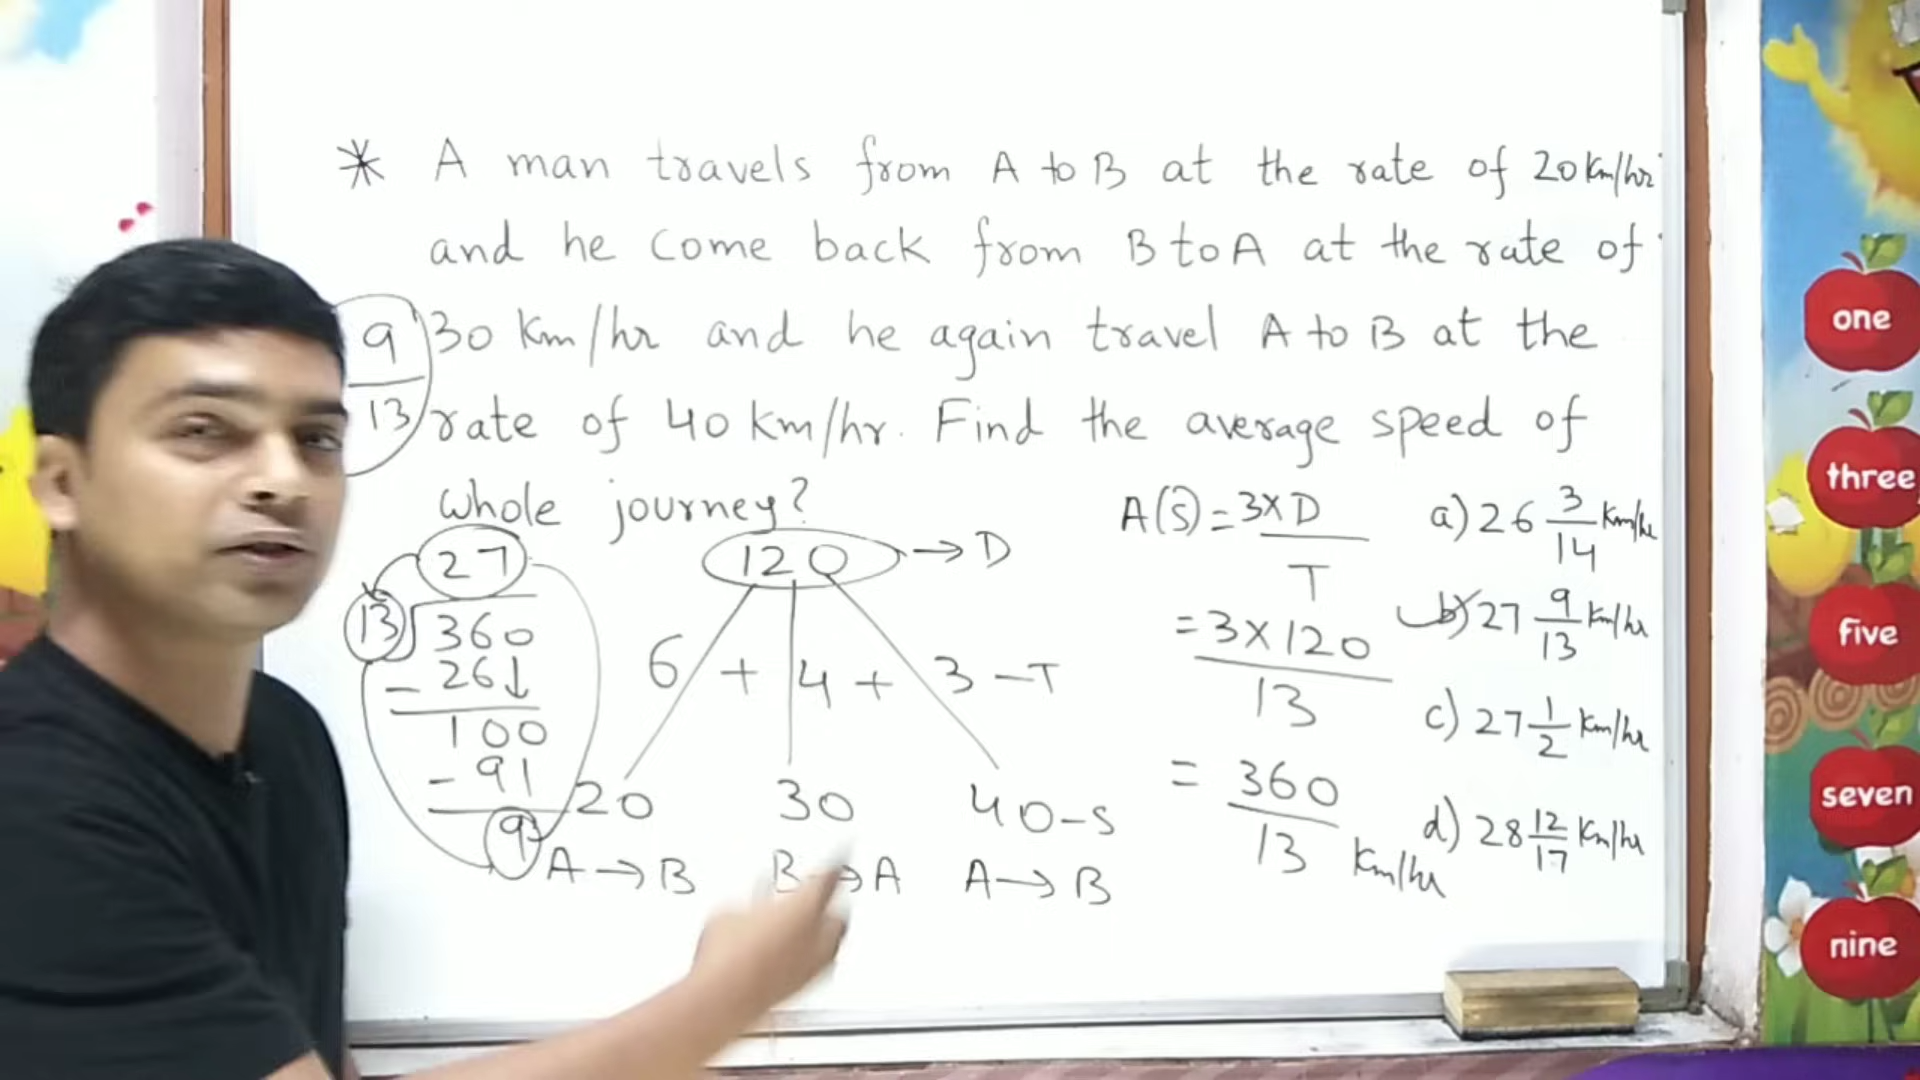 * A man travels from A to B at the rate of 20 Km/hr
and he come back from B to A at the rate of
30 Km/hr and he again travel A to B at the
rate of 40 Km/hr. Find the average speed of
whole journey?
9/13
27
13)360
-26↓
100
-91
9
120 → D
6 + 4 + 3 - T
20 30 40-S
A → B B → A A → B
A(S) = 3×D/T
= 3×120/13
= 360/13 Km/hr
a) 26 3/14 Km/hr
b) 27 9/13 Km/hr
c) 27 1/2 Km/hr
d) 28 12/17 Km/hr
one
three
five
seven
nine